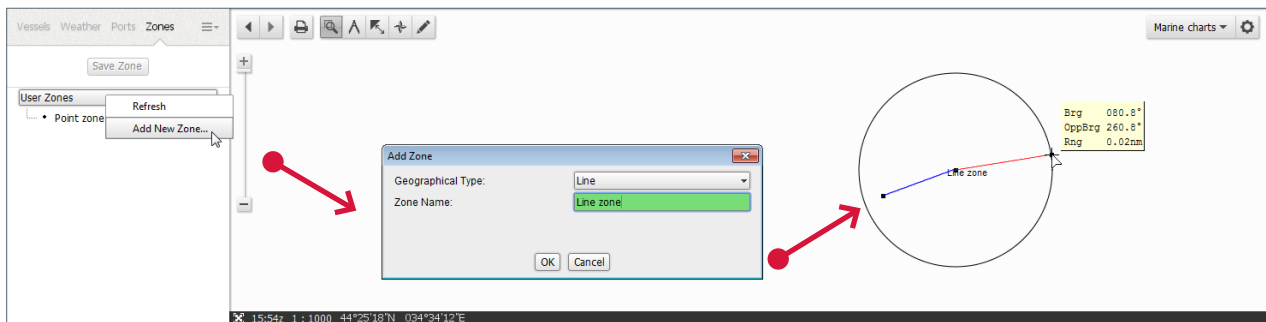 Vessels Weather Ports Zones
Marine charts
Save Zone
User Zones
Refresh
Point zone
Add New Zone...
Add Zone
Geographical Type:
Line
Zone Name:
Line zone
OK
Cancel
Brg 080.8°
OppBrg 260.8°
Rng 0.02nm
Line zone
15:54z 1 : 1000 44°25'18"N 034°34'12"E